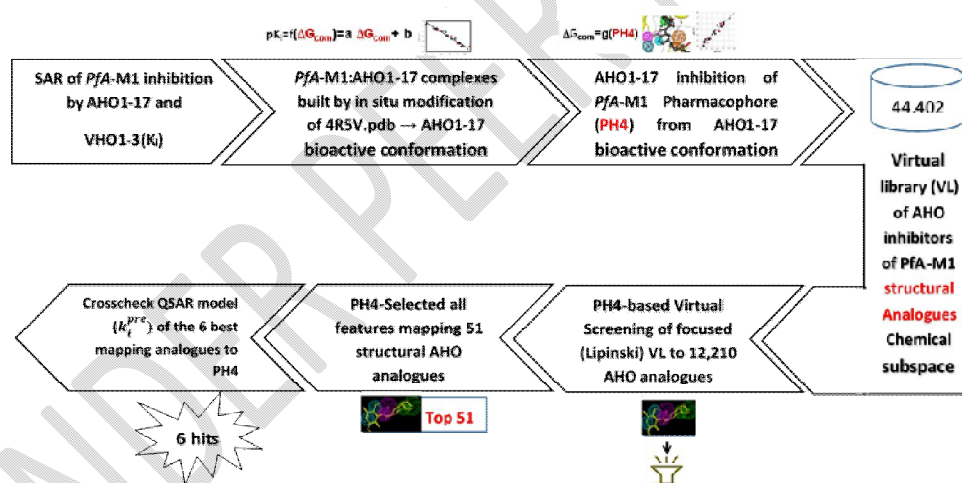 pKᵢ=f(ΔGcom)=a ΔGcom+ b
ΔGcom=g(PH4)
SAR of PfA-M1 inhibition
by AHO1-17 and
VHO1-3(Kᵢ)
PfA-M1:AHO1-17 complexes
built by in situ modification
of 4R5V.pdb → AHO1-17
bioactive conformation
AHO1-17 inhibition of
PfA-M1 Pharmacophore
(PH4) from AHO1-17
bioactive conformation
44.402
Virtual
library (VL)
of AHO
inhibitors
of PfA-M1
structural
Analogues
Chemical
subspace
PH4-based Virtual
Screening of focused
(Lipinski) VL to 12,210
AHO analogues
PH4-Selected all
features mapping 51
structural AHO
analogues
Top 51
Crosscheck QSAR model
(kᵢᵖʳᵉ) of the 6 best
mapping analogues to
PH4
6 hits
NDER PEER